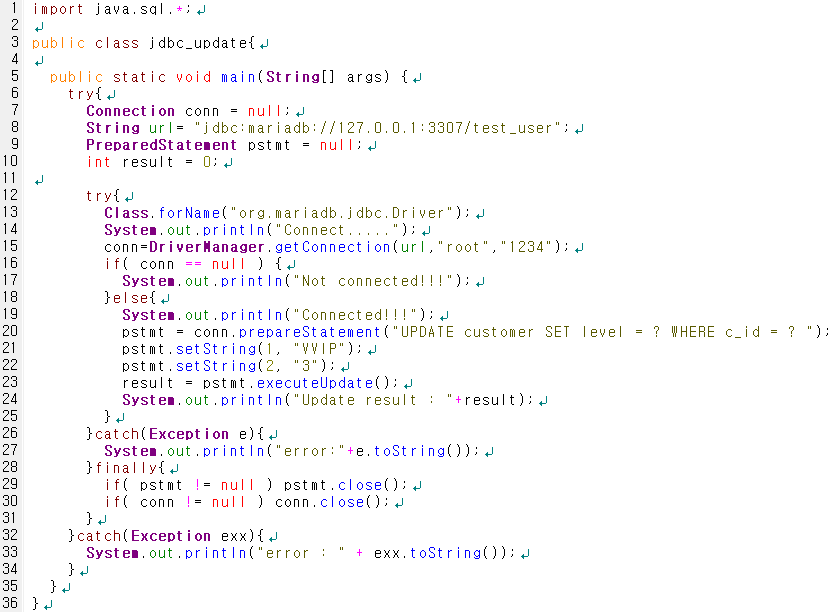 1 import java.sql.*;
2
3 public class jdbc_update{
4
5   public static void main(String[] args) {
6     try{
7       Connection conn = null;
8       String url= "jdbc:mariadb://127.0.0.1:3307/test_user";
9       PreparedStatement pstmt = null;
10       int result = 0;
11
12       try{
13         Class.forName("org.mariadb.jdbc.Driver");
14         System.out.println("Connect.....");
15         conn=DriverManager.getConnection(url,"root","1234");
16         if( conn == null ) {
17           System.out.println("Not connected!!!");
18         }else{
19           System.out.println("Connected!!!");
20           pstmt = conn.prepareStatement("UPDATE customer SET level = ? WHERE c_id = ? ");
21           pstmt.setString(1, "VVIP");
22           pstmt.setString(2, "3");
23           result = pstmt.executeUpdate();
24           System.out.println("Update result : "+result);
25         }
26       }catch(Exception e){
27         System.out.println("error:"+e.toString());
28       }finally{
29         if( pstmt != null ) pstmt.close();
30         if( conn != null ) conn.close();
31       }
32     }catch(Exception exx){
33       System.out.println("error : " + exx.toString());
34     }
35   }
36 }